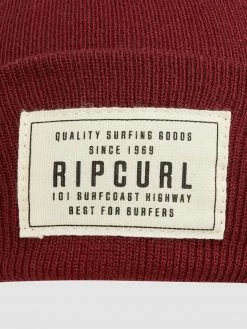 QUALITY SURFING GOODS
SINCE 1969
RIPCURL
101 SURFCOAST HIGHWAY
BEST FOR SURFERS